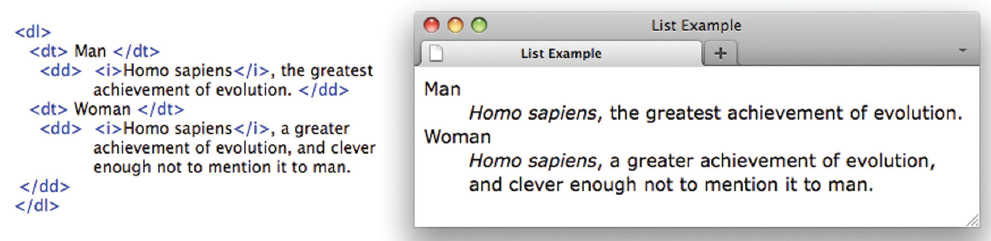 <dl>
<dt> Man </dt>
<dd> <i>Homo sapiens</i>, the greatest
achievement of evolution. </dd>
<dt> Woman </dt>
<dd> <i>Homo sapiens</i>, a greater
achievement of evolution, and clever
enough not to mention it to man.
</dd>
</dl>
List Example
List Example
Man
Homo sapiens, the greatest achievement of evolution.
Woman
Homo sapiens, a greater achievement of evolution,
and clever enough not to mention it to man.